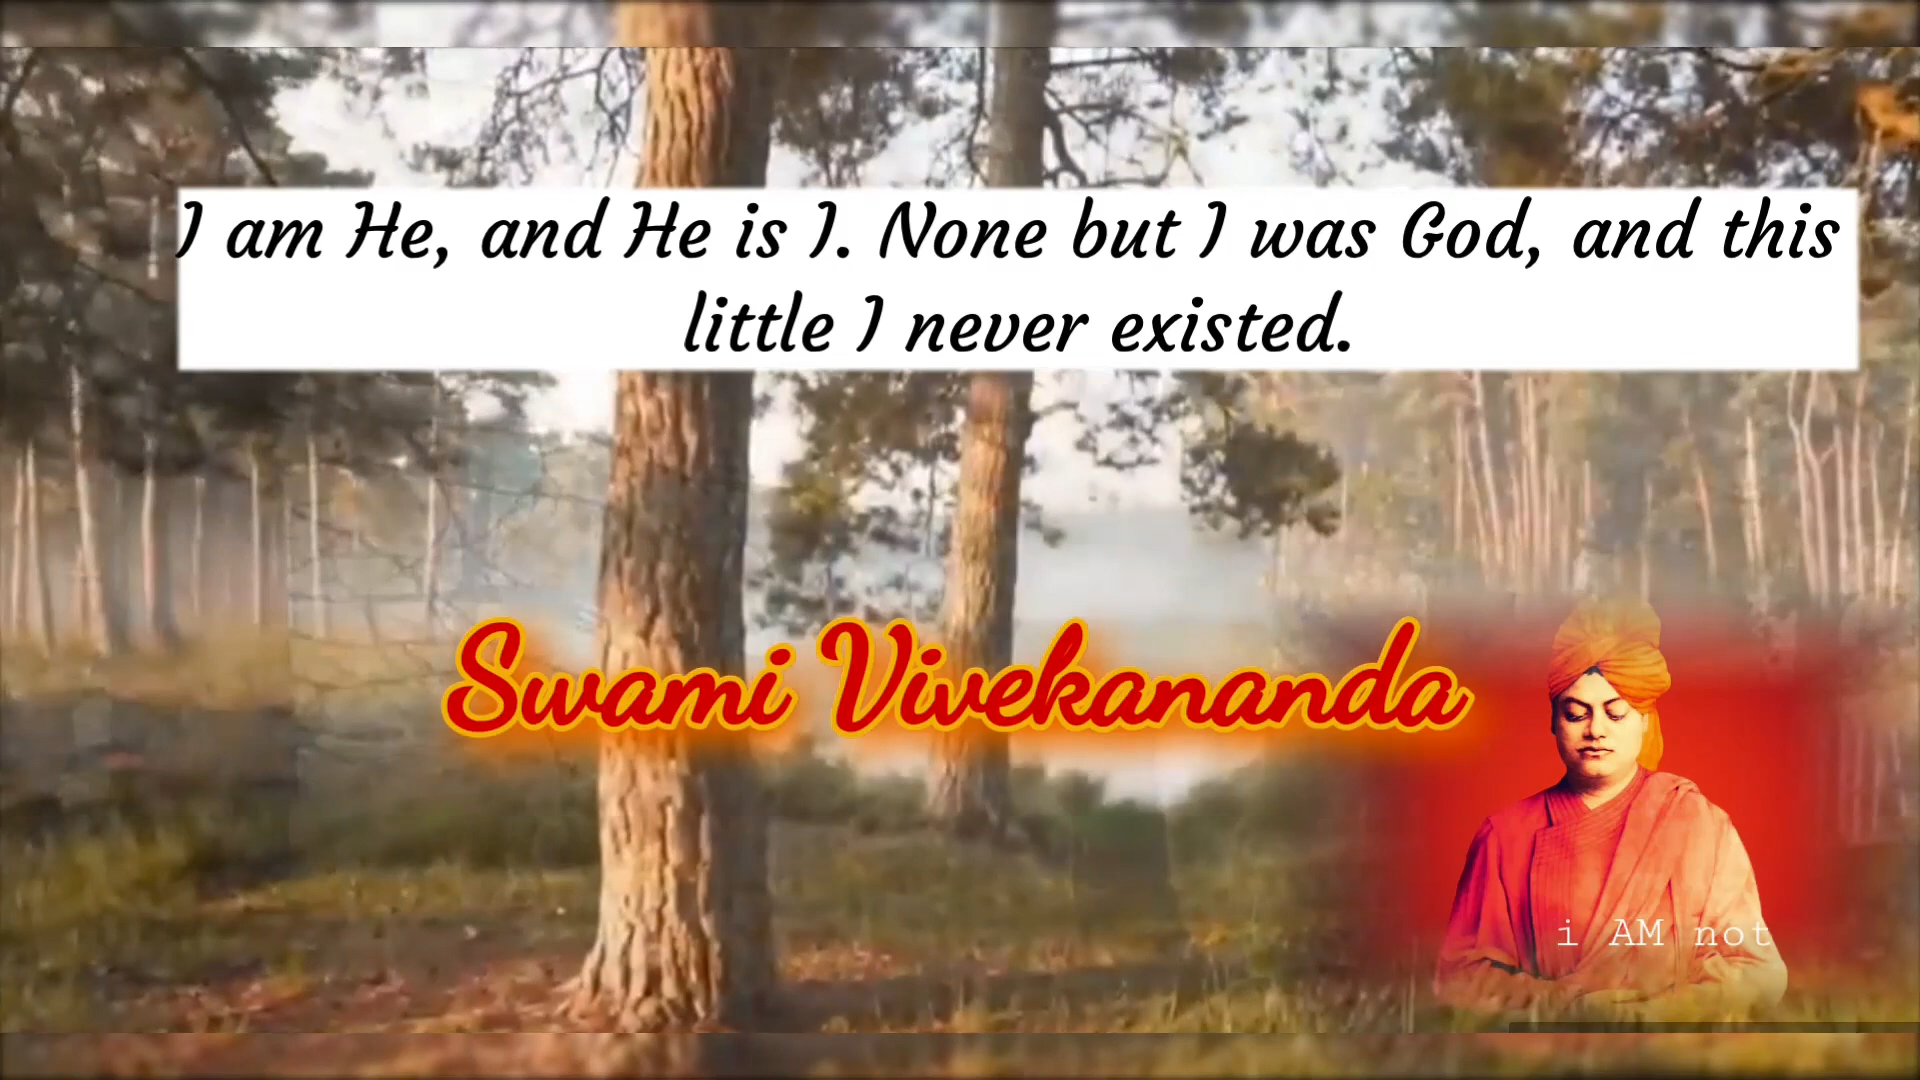 I am He, and He is I. None but I was God, and this
little I never existed.
Swami Vivekananda
i AM not